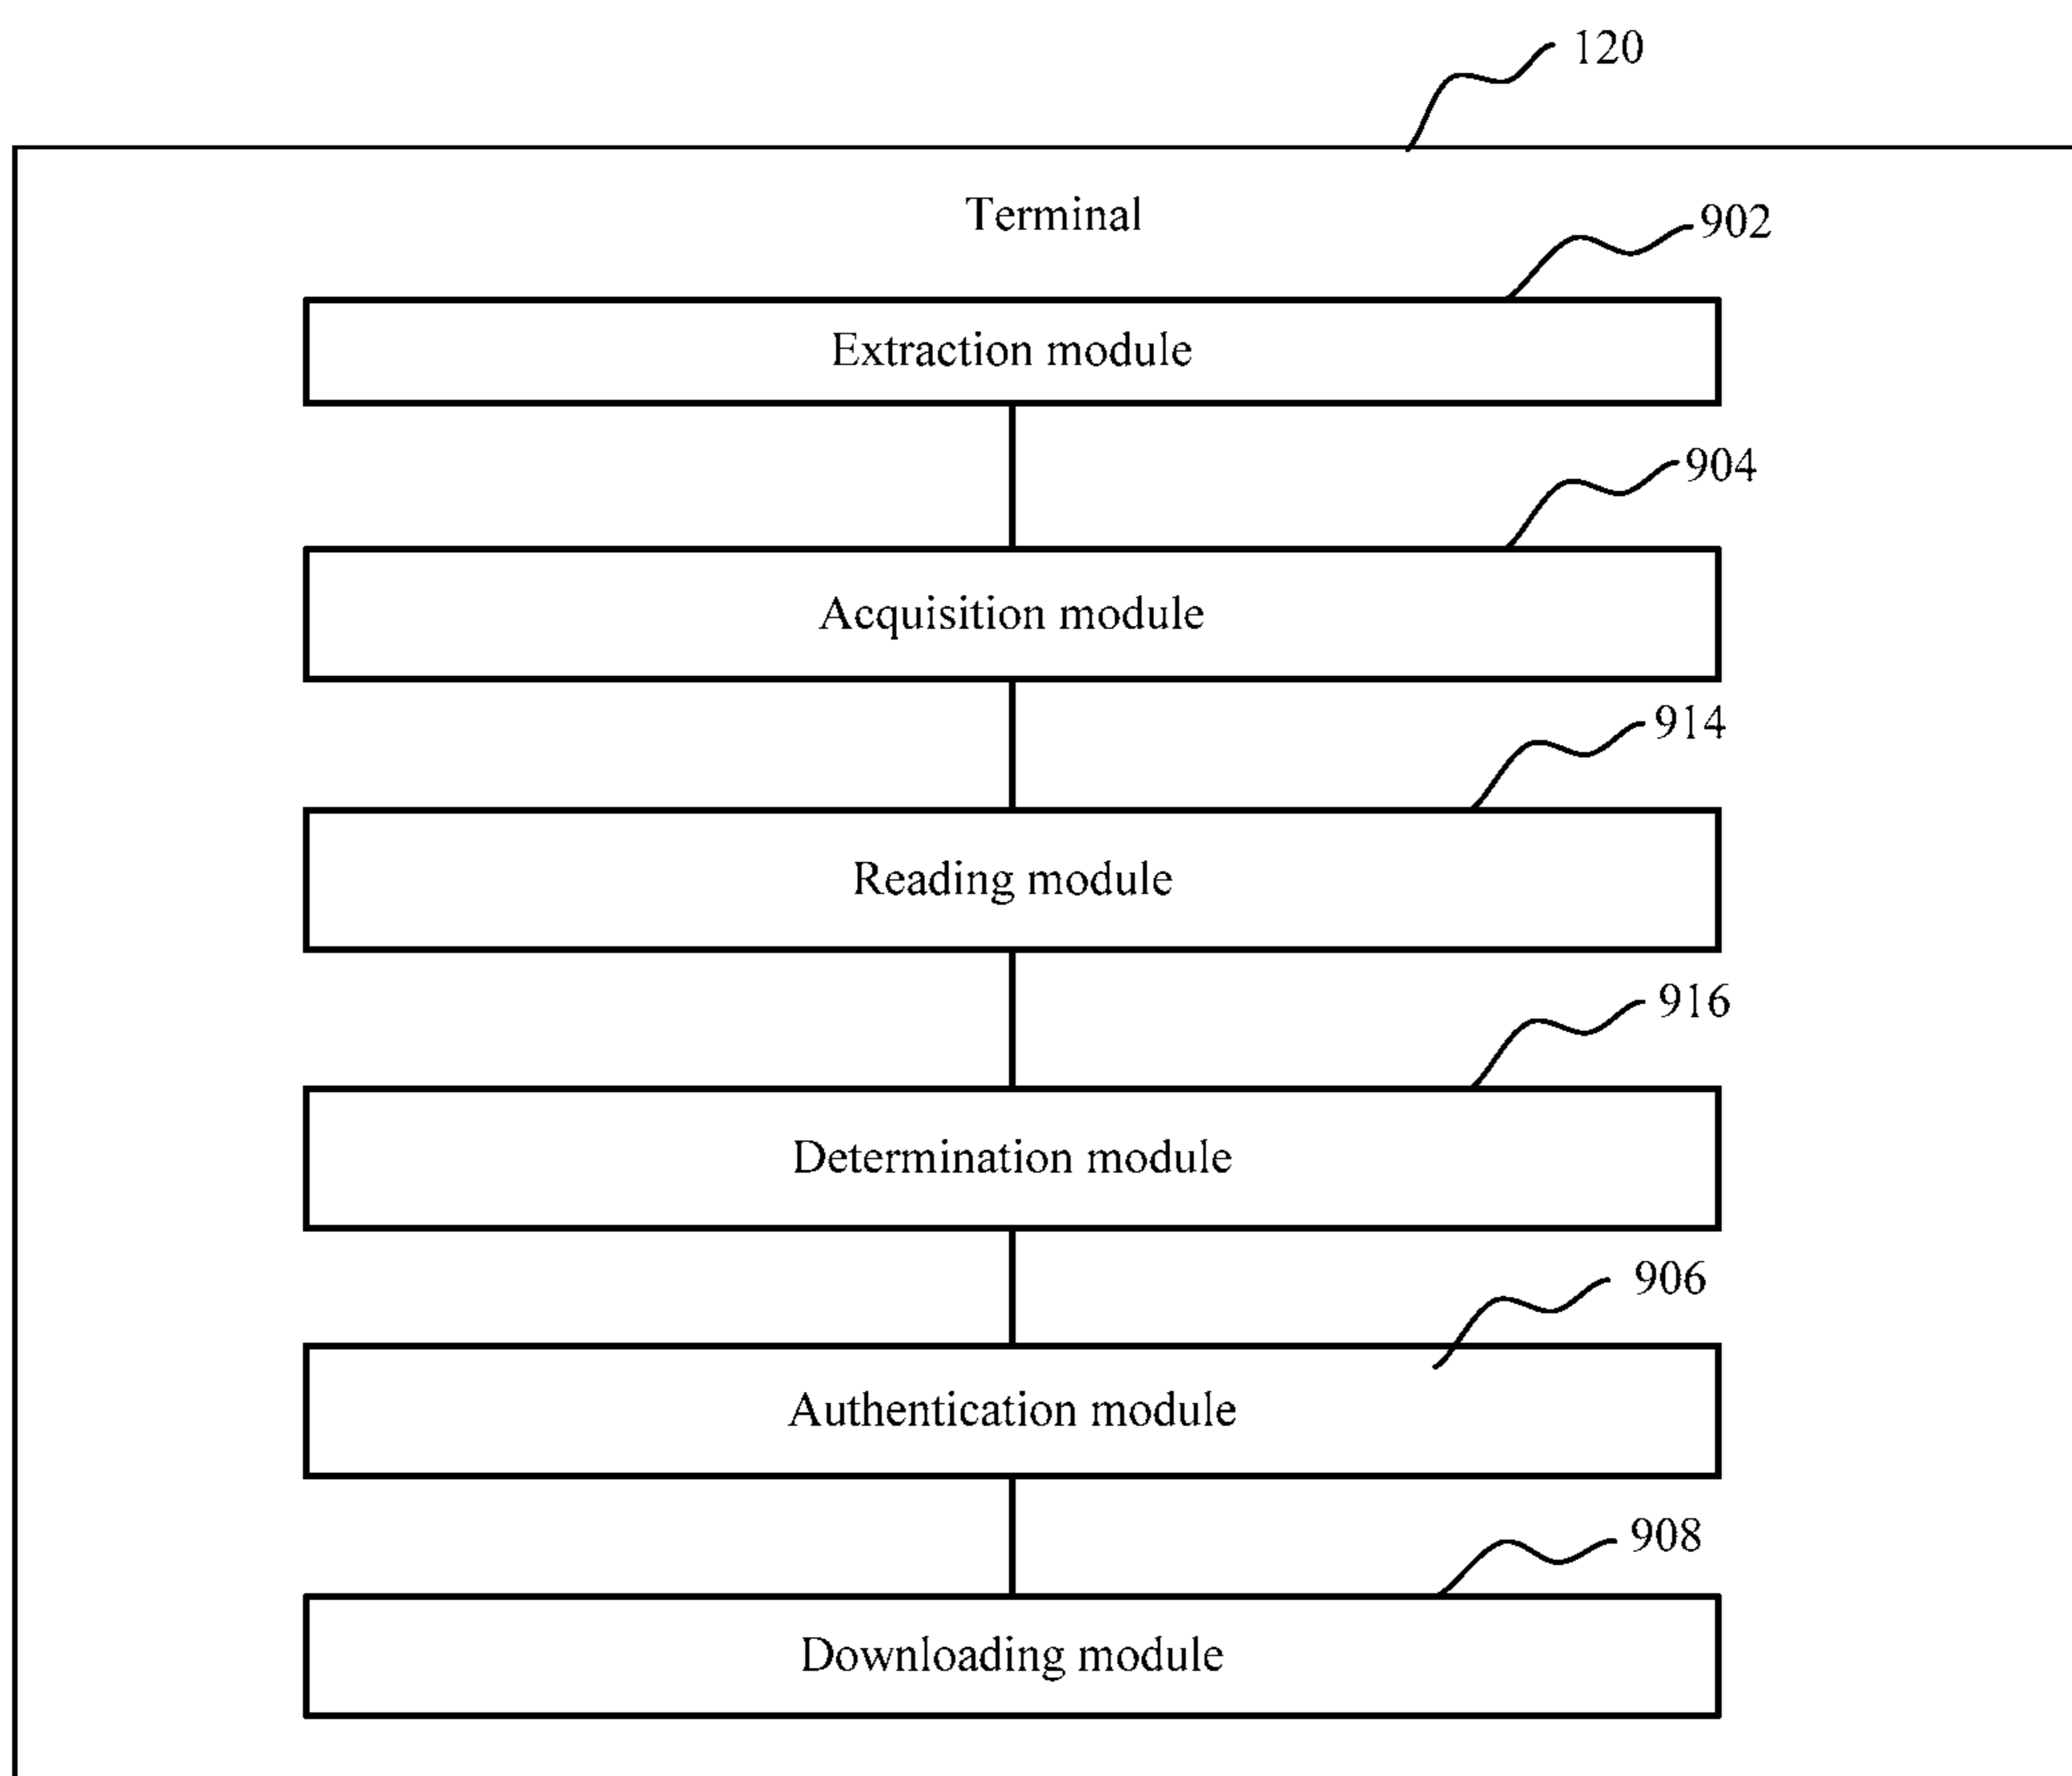 120
Terminal
902
Extraction module
904
Acquisition module
914
Reading module
916
Determination module
906
Authentication module
908
Downloading module